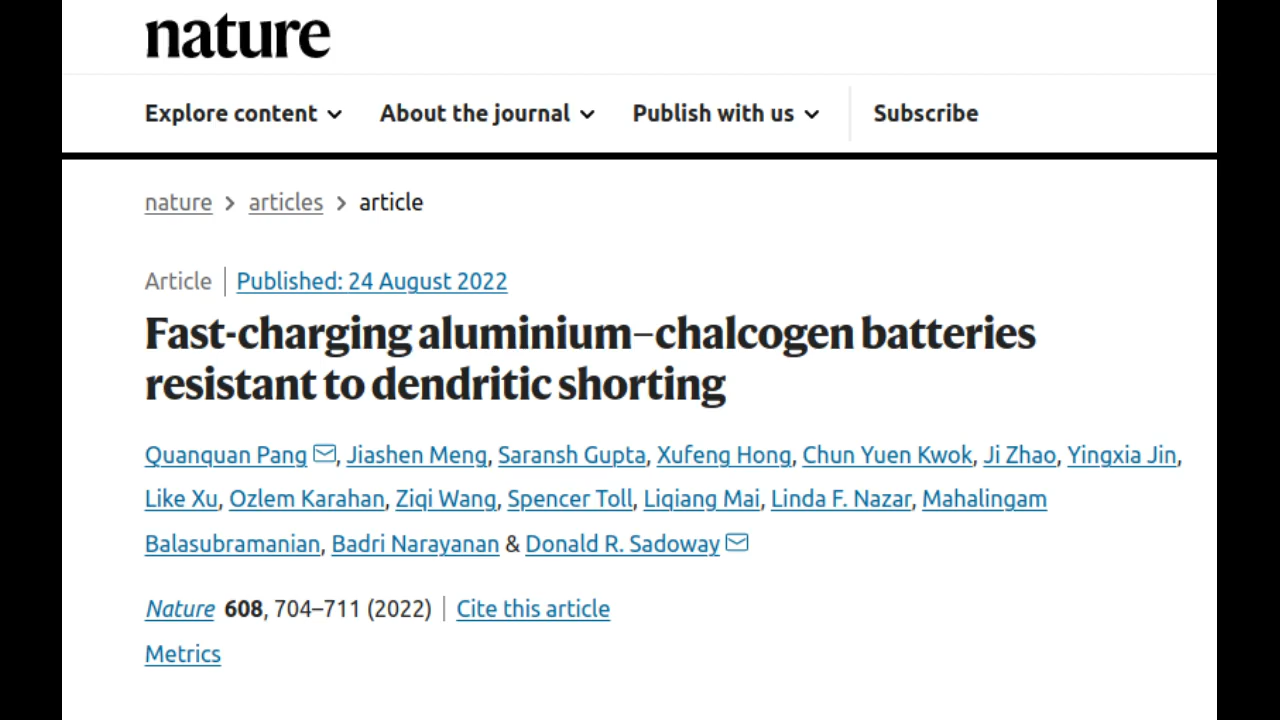 nature
Explore content About the journal Publish with us Subscribe
nature > articles > article
Article | Published: 24 August 2022
Fast-charging aluminium–chalcogen batteries
resistant to dendritic shorting
Quanquan Pang, Jiashen Meng, Saransh Gupta, Xufeng Hong, Chun Yuen Kwok, Ji Zhao, Yingxia Jin,
Like Xu, Ozlem Karahan, Ziqi Wang, Spencer Toll, Liqiang Mai, Linda F. Nazar, Mahalingam
Balasubramanian, Badri Narayanan & Donald R. Sadoway
Nature 608, 704–711 (2022) | Cite this article
Metrics